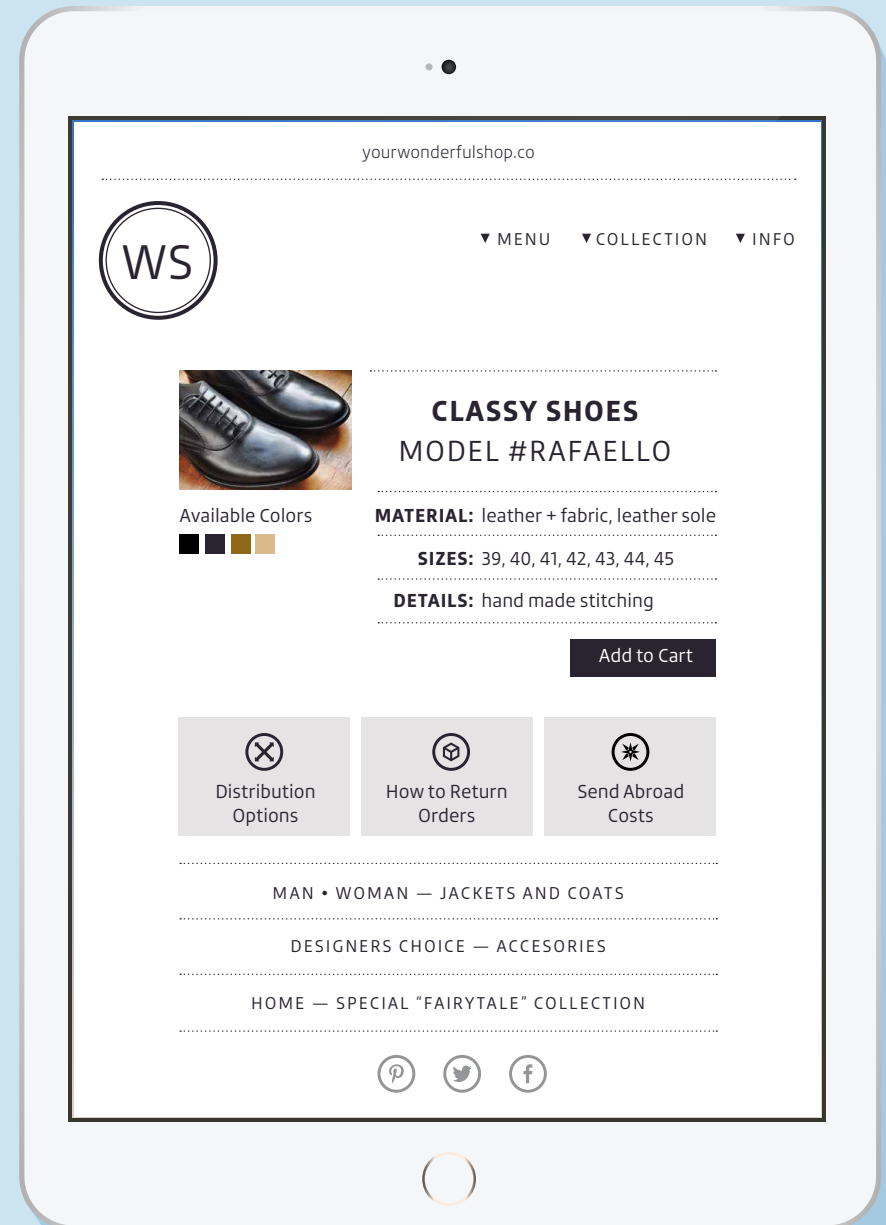 yourwonderfulshop.co
WS
▼ MENU ▼ COLLECTION ▼ INFO
CLASSY SHOES
MODEL #RAFAELLO
Available Colors
MATERIAL: leather + fabric, leather sole
SIZES: 39, 40, 41, 42, 43, 44, 45
DETAILS: hand made stitching
Add to Cart
Distribution
Options
How to Return
Orders
Send Abroad
Costs
MAN • WOMAN — JACKETS AND COATS
DESIGNERS CHOICE — ACCESORIES
HOME — SPECIAL “FAIRYTALE” COLLECTION